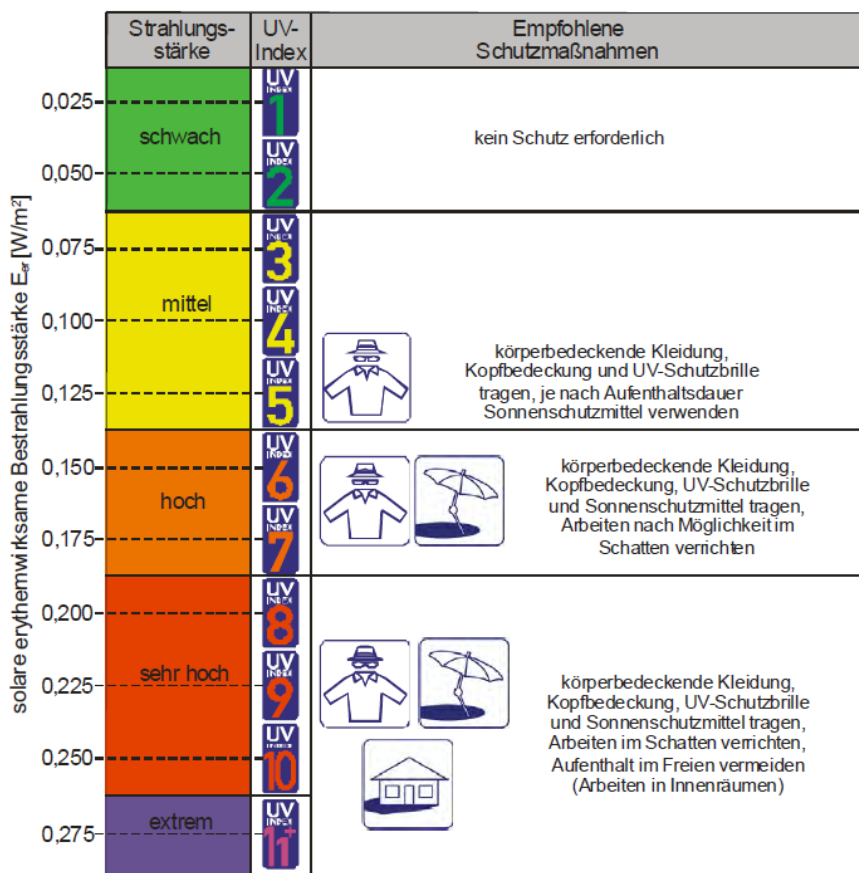 Strahlungs-
stärke
UV-
Index
Empfohlene
Schutzmaßnahmen
solare erythemwirksame Bestrahlungsstärke Eer [W/m²]
0,025
schwach
UV
INDEX
1
kein Schutz erforderlich
0,050
UV
INDEX
2
0,075
UV
INDEX
3
mittel
0,100
UV
INDEX
4
0,125
UV
INDEX
5
körperbedeckende Kleidung,
Kopfbedeckung und UV-Schutzbrille
tragen, je nach Aufenthaltsdauer
Sonnenschutzmittel verwenden
0,150
UV
INDEX
6
hoch
0,175
UV
INDEX
7
körperbedeckende Kleidung,
Kopfbedeckung, UV-Schutzbrille
und Sonnenschutzmittel tragen,
Arbeiten nach Möglichkeit im
Schatten verrichten
0,200
UV
INDEX
8
sehr hoch
0,225
UV
INDEX
9
0,250
UV
INDEX
10
körperbedeckende Kleidung,
Kopfbedeckung, UV-Schutzbrille
und Sonnenschutzmittel tragen,
Arbeiten im Schatten verrichten,
Aufenthalt im Freien vermeiden
(Arbeiten in Innenräumen)
extrem
0,275
UV
INDEX
11+